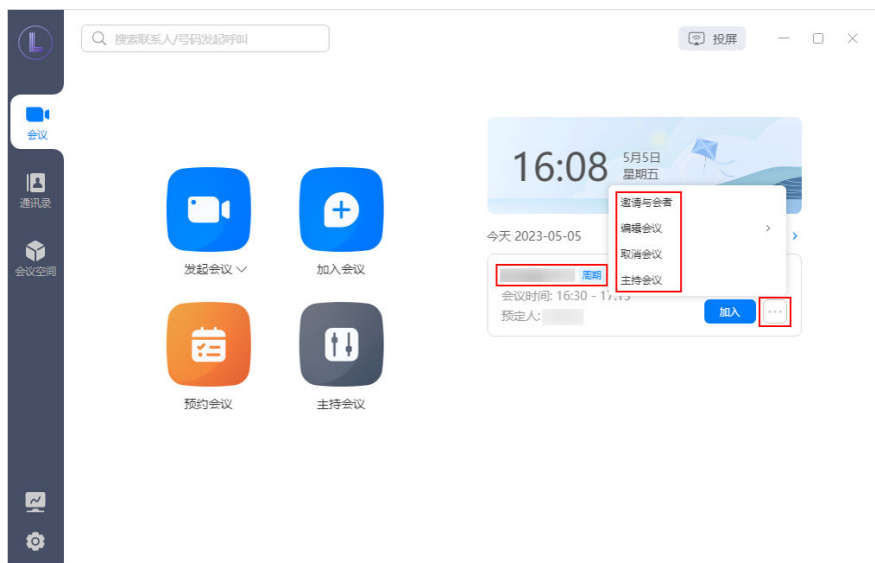 搜索联系人/号码发起呼叫
投屏
会议
通讯录
会议空间
发起会议
加入会议
预约会议
主持会议
16:08
5月5日
星期五
今天 2023-05-05
周期
会议时间: 16:30 - 17:15
预定人:
加入
邀请与会者
编辑会议
取消会议
主持会议